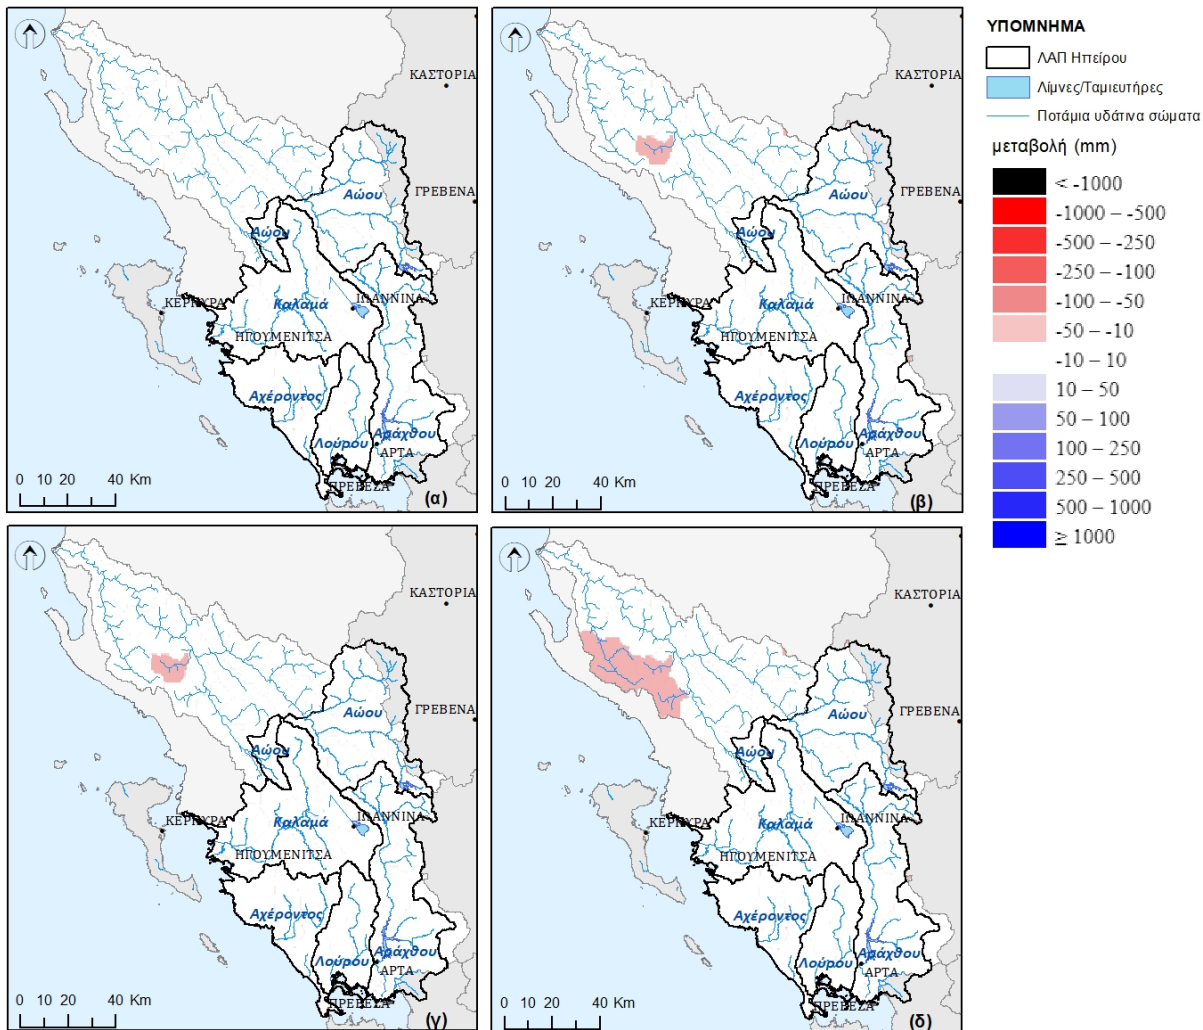 ΚΑΣΤΟΡΙΑ
ΓΡΕΒΕΝΑ
Αώου
Αώου
ΚΕΡΚΥΡΑ
Καλαμά
ΙΩΑΝΝΙΝΑ
ΗΓΟΥΜΕΝΙΤΣΑ
Αχέροντος
Λούρου
Αράχθου
ΑΡΤΑ
ΠΡΕΒΕΖΑ
0 10 20 40 Km
(α)
ΚΑΣΤΟΡΙΑ
ΓΡΕΒΕΝΑ
Αώου
Αώου
ΚΕΡΚΥΡΑ
Καλαμά
ΙΩΑΝΝΙΝΑ
ΗΓΟΥΜΕΝΙΤΣΑ
Αχέροντος
Λούρου
Αράχθου
ΑΡΤΑ
ΠΡΕΒΕΖΑ
0 10 20 40 Km
(β)
ΥΠΟΜΝΗΜΑ
ΛΑΠ Ηπείρου
Λίμνες/Ταμιευτήρες
Ποτάμια υδάτινα σώματα
μεταβολή (mm)
< -1000
-1000 – -500
-500 – -250
-250 – -100
-100 – -50
-50 – -10
-10 – 10
10 – 50
50 – 100
100 – 250
250 – 500
500 – 1000
≥ 1000
ΚΑΣΤΟΡΙΑ
ΓΡΕΒΕΝΑ
Αώου
Αώου
ΚΕΡΚΥΡΑ
Καλαμά
ΙΩΑΝΝΙΝΑ
ΗΓΟΥΜΕΝΙΤΣΑ
Αχέροντος
Λούρου
Αράχθου
ΑΡΤΑ
ΠΡΕΒΕΖΑ
0 10 20 40 Km
(γ)
ΚΑΣΤΟΡΙΑ
ΓΡΕΒΕΝΑ
Αώου
Αώου
ΚΕΡΚΥΡΑ
Καλαμά
ΙΩΑΝΝΙΝΑ
ΗΓΟΥΜΕΝΙΤΣΑ
Αχέροντος
Λούρου
Αράχθου
ΑΡΤΑ
ΠΡΕΒΕΖΑ
0 10 20 40 Km
(δ)